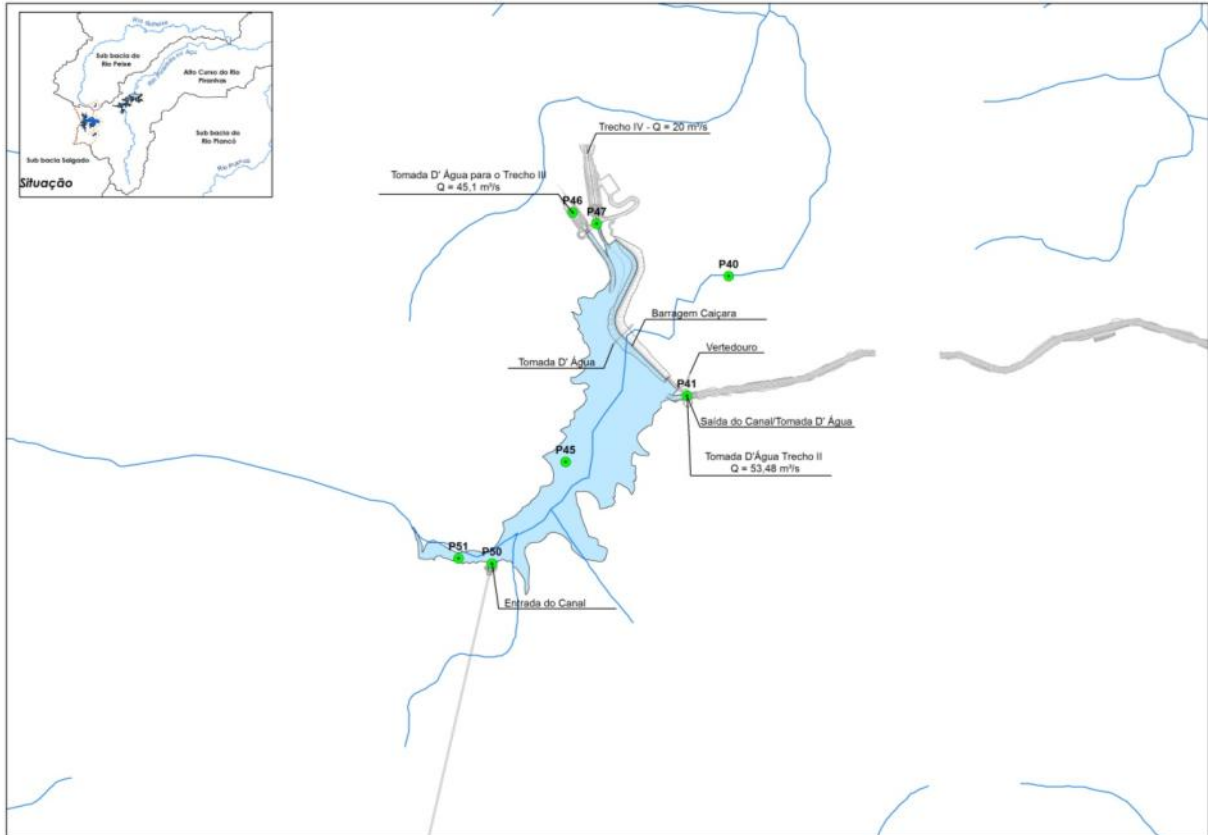 Sub bacia do
Rio Peixe
Alto Curso do Rio
Piranhas
Sub bacia do
Rio Piancó
Sub bacia Salgado
Situação
Trecho IV - Q = 20 m³/s
Tomada D' Água para o Trecho III
Q = 45,1 m³/s
P46
P47
P40
Barragem Caiçara
Tomada D' Água
Vertedouro
P41
Saída do Canal/Tomada D' Água
Tomada D'Água Trecho II
Q = 53,48 m³/s
P45
P51
P50
Entrada do Canal